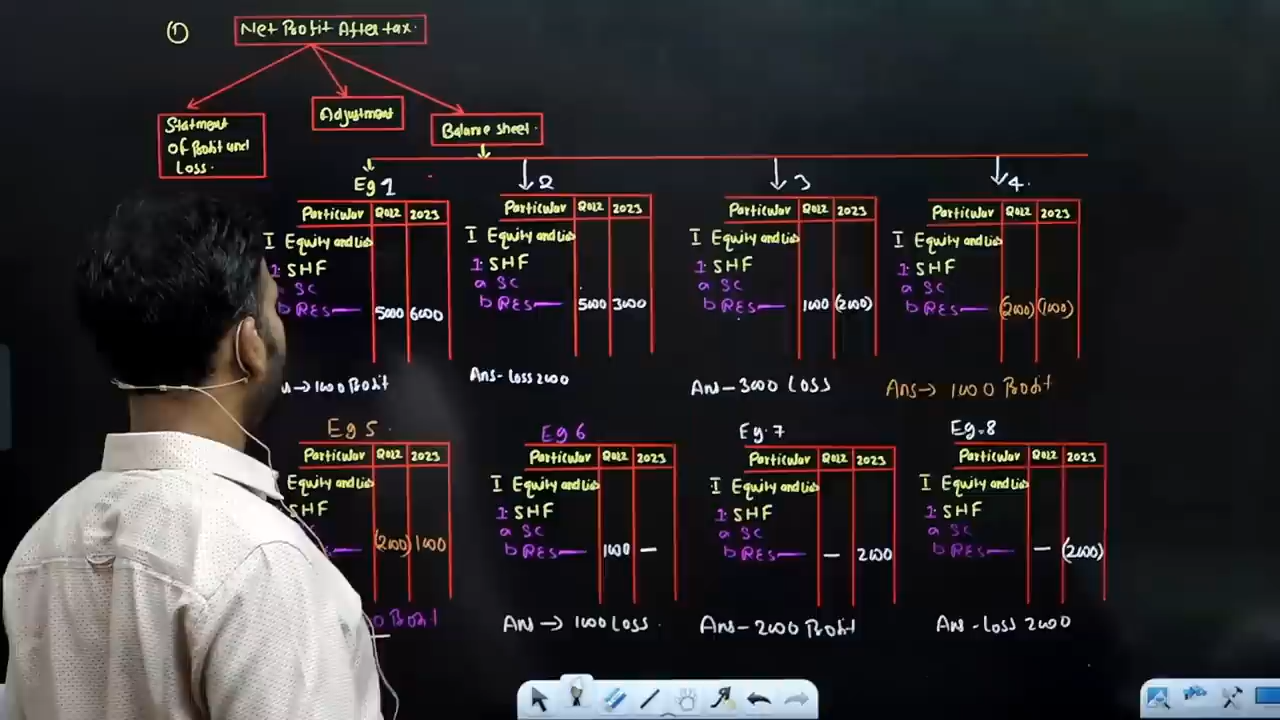 ① Net Profit After tax.
Statment
of Profit and
Loss.
Adjustment
Balance sheet.
Eg 1
2
3
4.
Particular 2022 2023
I Equity and Liab
1. SHF
a SC
b RES— 5000 6000
→ 1000 Profit
Particular 2022 2023
I Equity and Liab
1. SHF
a SC
b RES— 5000 3000
Ans- Loss 2000
Particular 2022 2023
I Equity and Liab
1. SHF
a SC
b RES— 1000 (2000)
Ans - 3000 Loss
Particular 2022 2023
I Equity and Liab
1. SHF
a SC
b RES— (2000) (1000)
Ans → 1000 Profit
Eg 5.
Particular 2022 2023
Equity and Liab
SHF
(2000) 1000
Profit
Eg 6
Particular 2022 2023
I Equity and Liab
1. SHF
a SC
b RES— 1000 —
Ans → 1000 Loss.
Eg.7
Particular 2022 2023
I Equity and Liab
1. SHF
a SC
b RES— — 2000
Ans - 2000 Profit
Eg.8
Particular 2022 2023
I Equity and Liab
1. SHF
a SC
b RES— — (2000)
Ans - Loss 2000